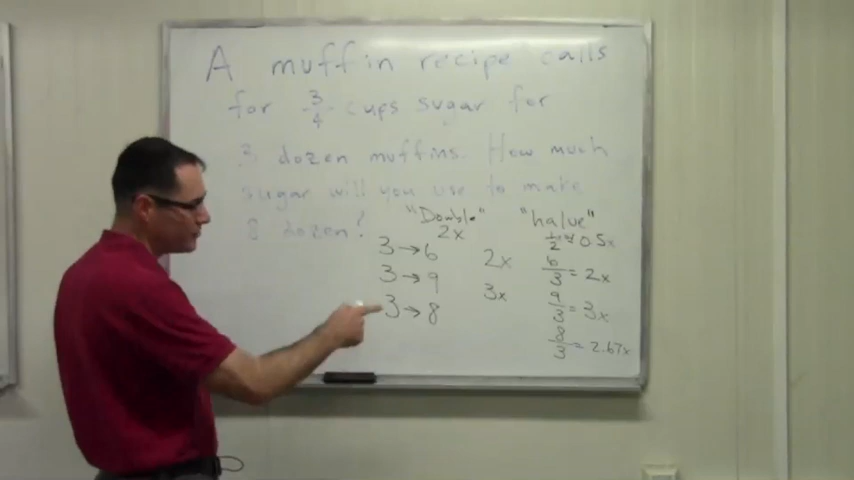 A muffin recipe calls
for 3/4 cups sugar for
3 dozen muffins. How much
sugar will you use to make
8 dozen?
"Double"
2x
3→6
3→9
3→8
2x
3x
"halve"
1/2 0.5x
6/3 = 2x
9/3 = 3x
8/3 = 2.67x